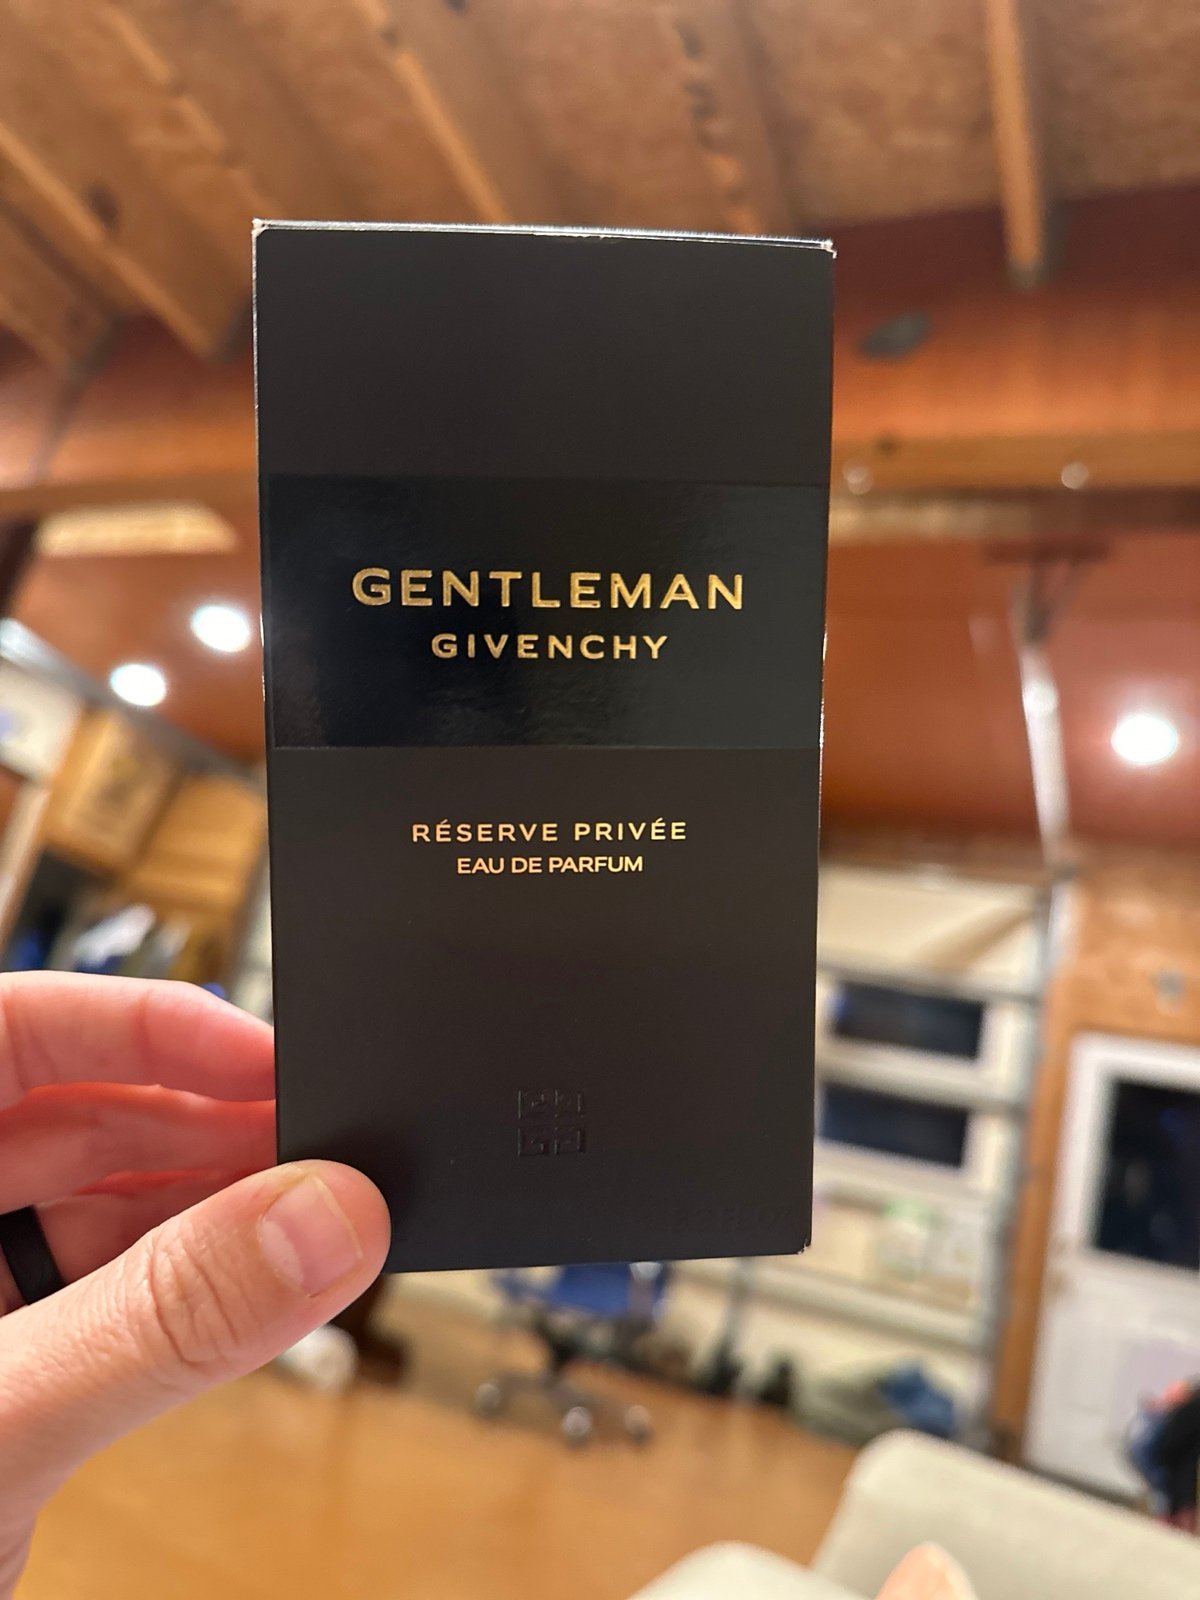 GENTLEMAN
GIVENCHY
RÉSERVE PRIVÉE
EAU DE PARFUM